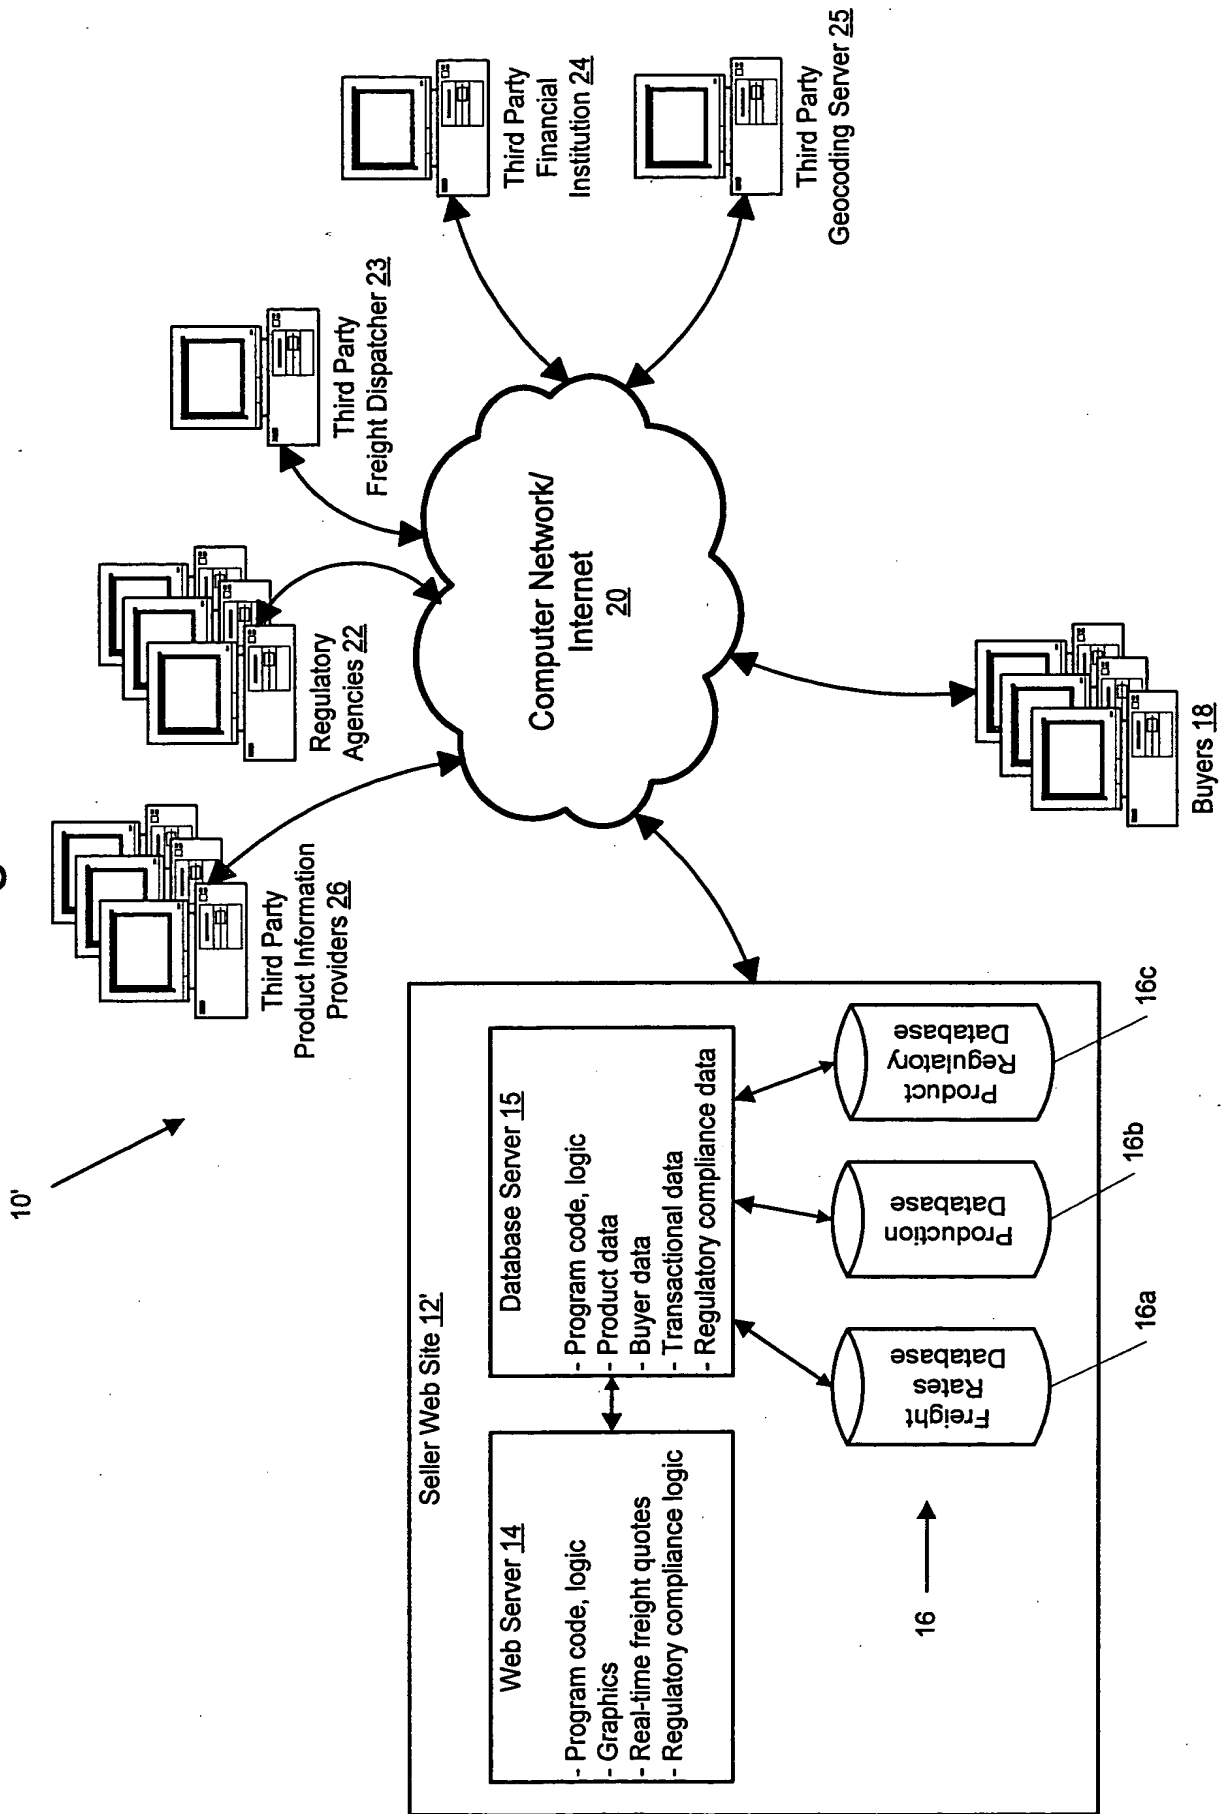 10'
Third Party
Product Information
Providers 26
Regulatory
Agencies 22
Third Party
Freight Dispatcher 23
Third Party
Financial
Institution 24
Third Party
Geocoding Server 25
Computer Network/
Internet
20
Buyers 18
Seller Web Site 12'
Web Server 14
- Program code, logic
- Graphics
- Real-time freight quotes
- Regulatory compliance logic
Database Server 15
- Program code, logic
- Product data
- Buyer data
- Transactional data
- Regulatory compliance data
16
Freight
Rates
Database
16a
Production
Database
16b
Product
Regulatory
Database
16c